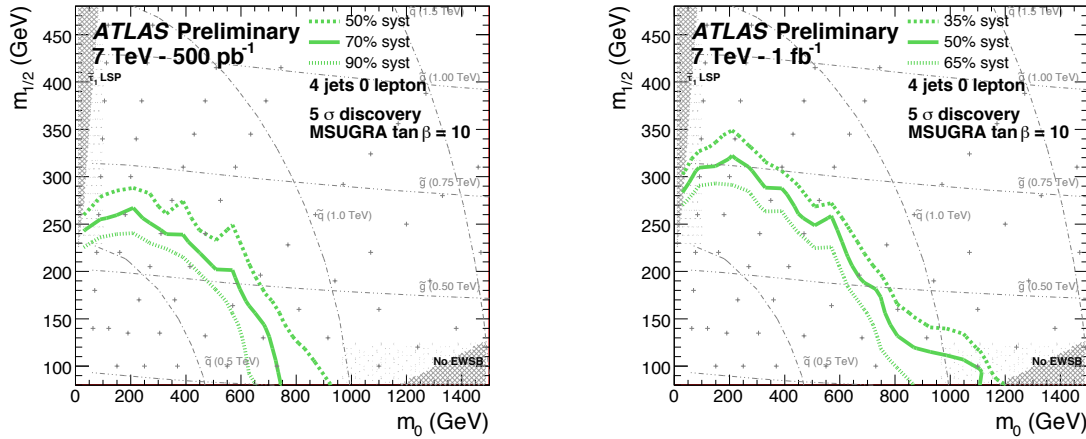 ATLAS Preliminary
7 TeV - 500 pb⁻¹
50% syst
70% syst
90% syst
4 jets 0 lepton
5 σ discovery
MSUGRA tan β = 10
τ̃₁ LSP
q̃ (1.5 TeV)
g̃ (1.00 TeV)
g̃ (0.75 TeV)
q̃ (1.0 TeV)
g̃ (0.50 TeV)
q̃ (0.5 TeV)
No EWSB
m₁/₂ (GeV)
450
400
350
300
250
200
150
100
0 200 400 600 800 1000 1200 1400
m₀ (GeV)
ATLAS Preliminary
7 TeV - 1 fb⁻¹
35% syst
50% syst
65% syst
4 jets 0 lepton
5 σ discovery
MSUGRA tan β = 10
τ̃₁ LSP
q̃ (1.5 TeV)
g̃ (1.00 TeV)
g̃ (0.75 TeV)
q̃ (1.0 TeV)
g̃ (0.50 TeV)
q̃ (0.5 TeV)
No EWSB
m₁/₂ (GeV)
450
400
350
300
250
200
150
100
0 200 400 600 800 1000 1200 1400
m₀ (GeV)